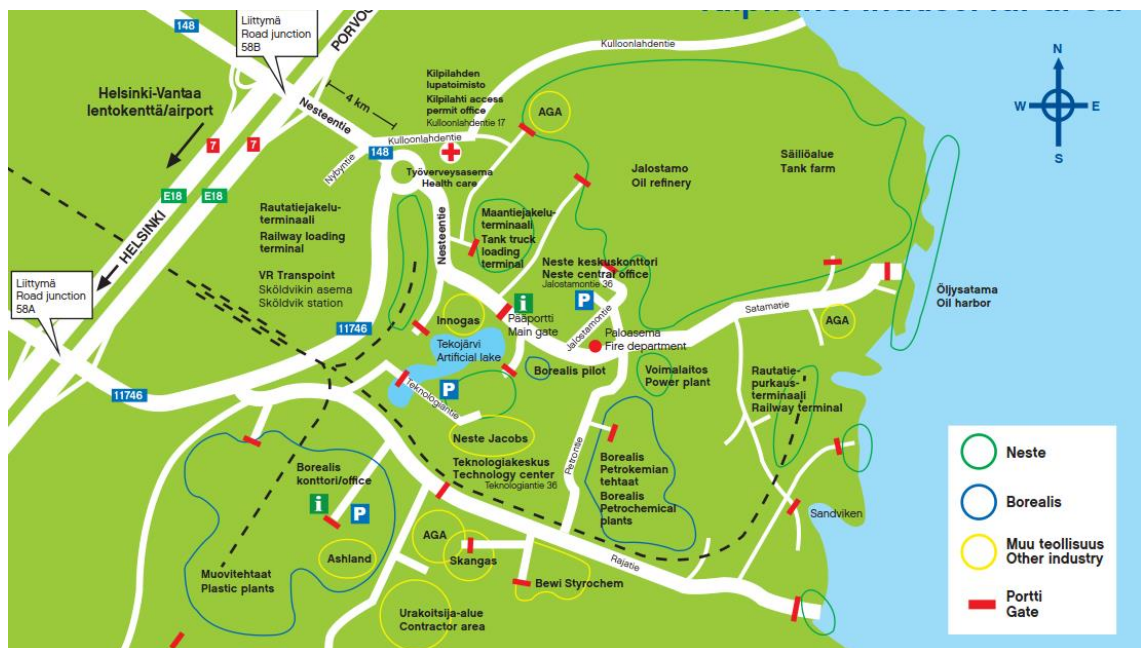 148
Liittymä
Road junction
58B
PORVOO
Kulloonlahdentie
Helsinki-Vantaa
lentokenttä/airport
4 km
Nesteentie
Kilpilahden
lupatoimisto
Kilpilahti access
permit office
Kulloonlahdentie 17
AGA
N
W
E
S
7
7
Kulloonlahdentie
148
Nybyntie
Työterveysasema
Health care
Jalostamo
Oil refinery
Säiliöalue
Tank farm
E18
E18
HELSINKI
Rautatiejakelu-
terminaali
Railway loading
terminal
VR Transpoint
Sköldvikin asema
Sköldvik station
Nesteentie
Maantiejakelu-
terminaali
Tank truck
loading
terminal
Neste keskuskonttori
Neste central office
Jalostamontie 36
Liittymä
Road junction
58A
11746
Innogas
i
Pääportti
Main gate
P
Jalostamontie
Satamatie
Öljysatama
Oil harbor
AGA
Paloasema
Fire department
Tekojärvi
Artificial lake
Borealis pilot
Voimalaitos
Power plant
Rautatie-
purkaus-
terminaali
Railway terminal
11746
P
Teknologiantie
Neste Jacobs
Teknologiakeskus
Technology center
Teknologiantie 36
Petrontie
Borealis
Petrokemian
tehtaat
Borealis
Petrochemical
plants
Borealis
konttori/office
i
P
Sandviken
AGA
Skangas
Ashland
Muovitehtaat
Plastic plants
Bewi Styrochem
Rajatie
Urakoitsija-alue
Contractor area
Neste
Borealis
Muu teollisuus
Other industry
Portti
Gate